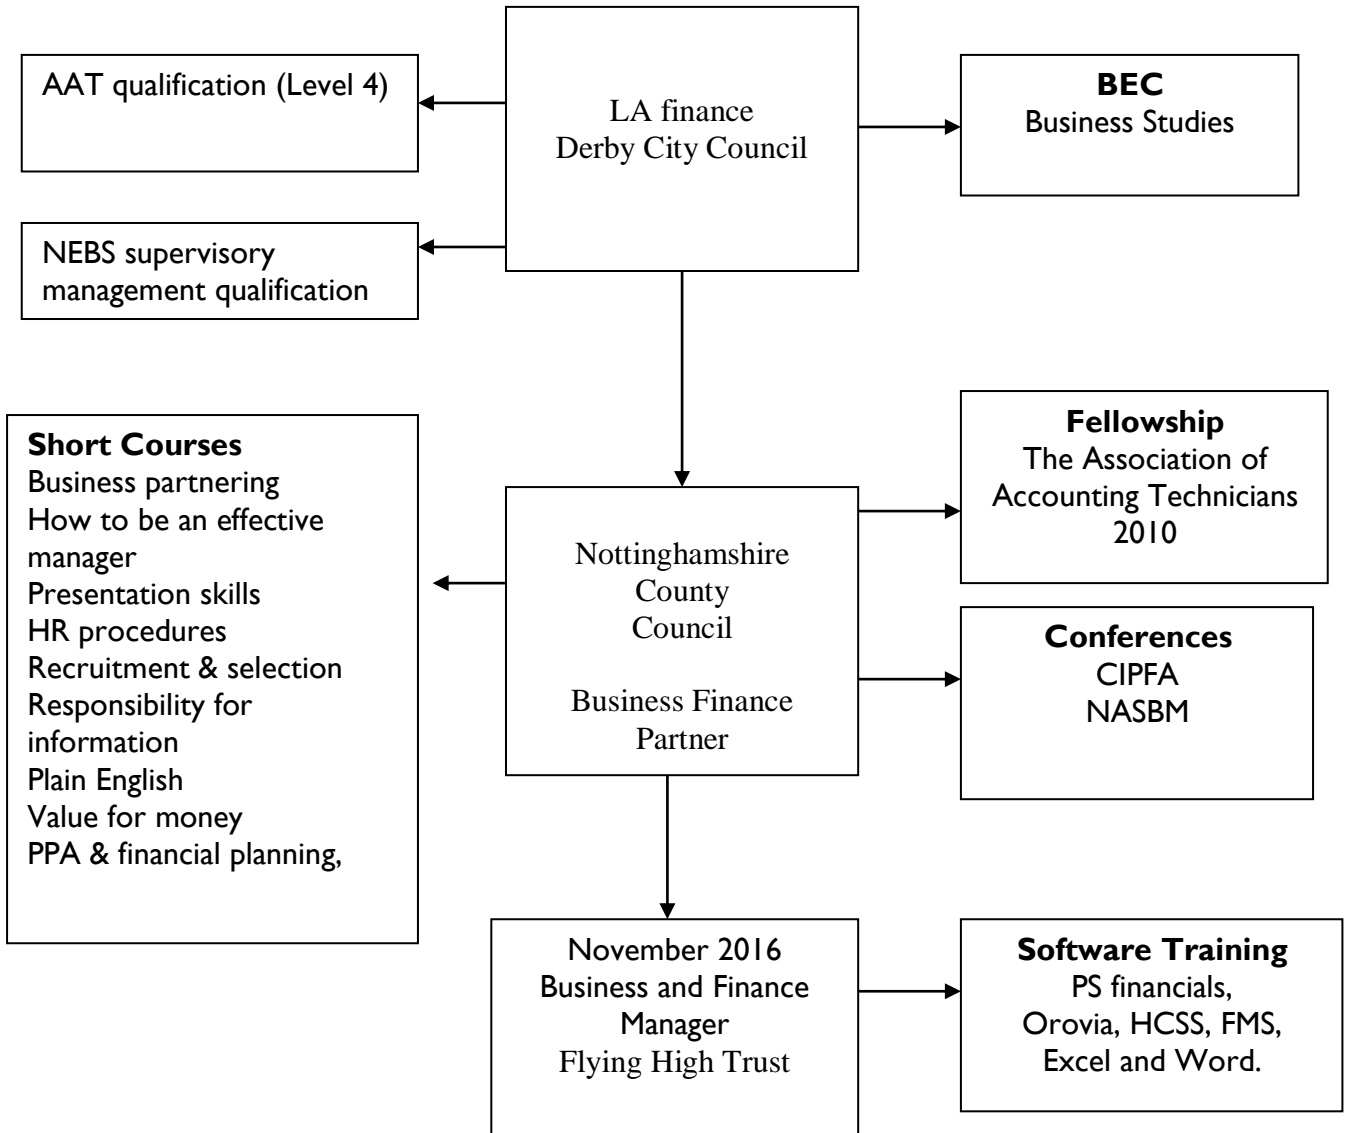 AAT qualification (Level 4)
LA finance
Derby City Council
BEC
Business Studies
NEBS supervisory
management qualification
Short Courses
Business partnering
How to be an effective
manager
Presentation skills
HR procedures
Recruitment & selection
Responsibility for
information
Plain English
Value for money
PPA & financial planning,
Nottinghamshire
County
Council
Business Finance
Partner
Fellowship
The Association of
Accounting Technicians
2010
Conferences
CIPFA
NASBM
November 2016
Business and Finance
Manager
Flying High Trust
Software Training
PS financials,
Orovia, HCSS, FMS,
Excel and Word.